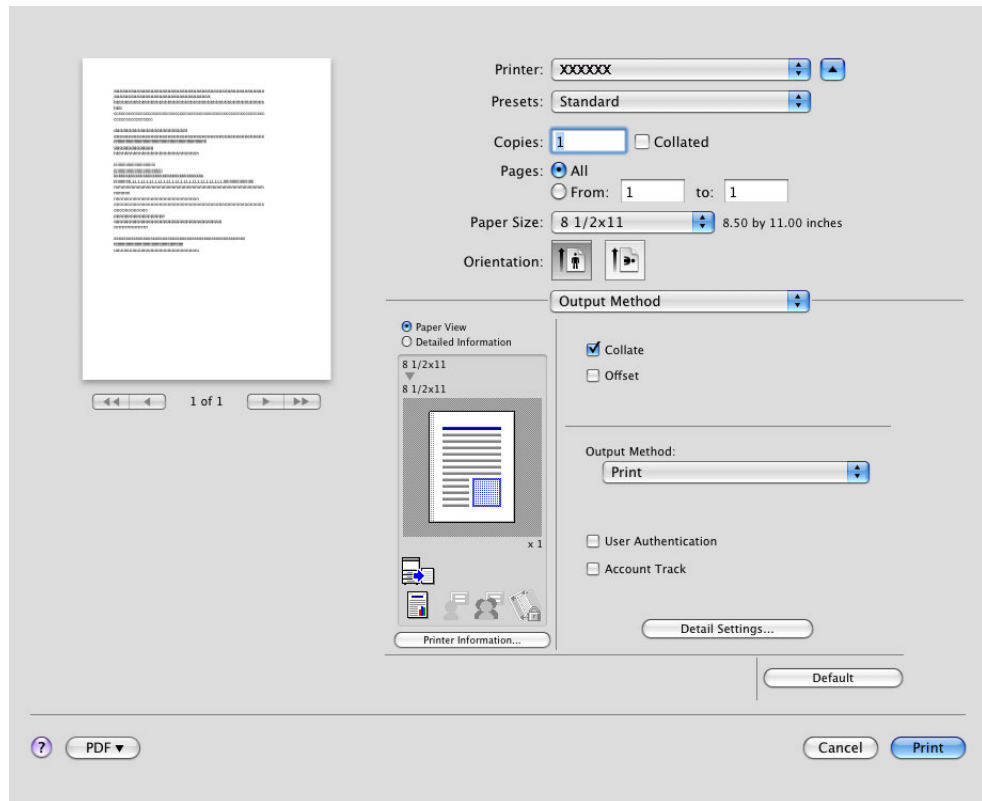 Printer: XXXXXX
Presets: Standard
Copies: 1 Collated
Pages: All
From: 1 to: 1
Paper Size: 8 1/2x11 8.50 by 11.00 inches
Orientation:
Output Method
Paper View
Detailed Information
8 1/2x11
8 1/2x11
x 1
Printer Information...
Collate
Offset
Output Method:
Print
User Authentication
Account Track
Detail Settings...
Default
1 of 1
? PDF ▼ Cancel Print